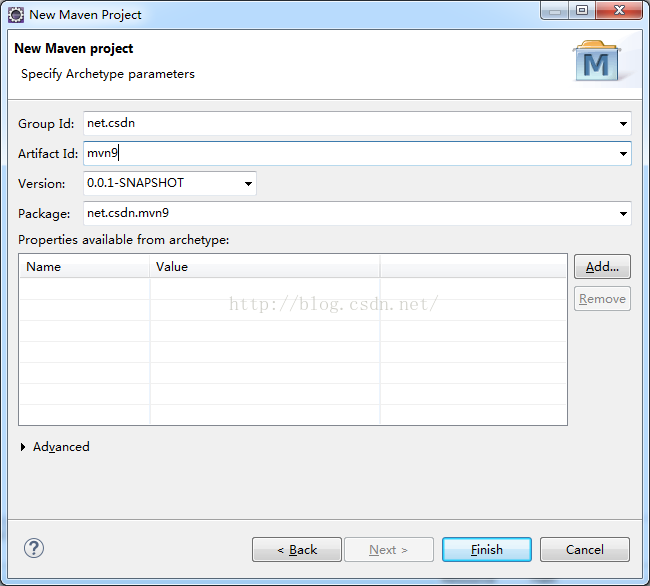 New Maven Project
New Maven project
Specify Archetype parameters
M
Group Id: net.csdn
Artifact Id: mvn9
Version: 0.0.1-SNAPSHOT
Package: net.csdn.mvn9
Properties available from archetype:
Name Value
Add...
Remove
http://blog.csdn.net/
Advanced
? < Back Next > Finish Cancel